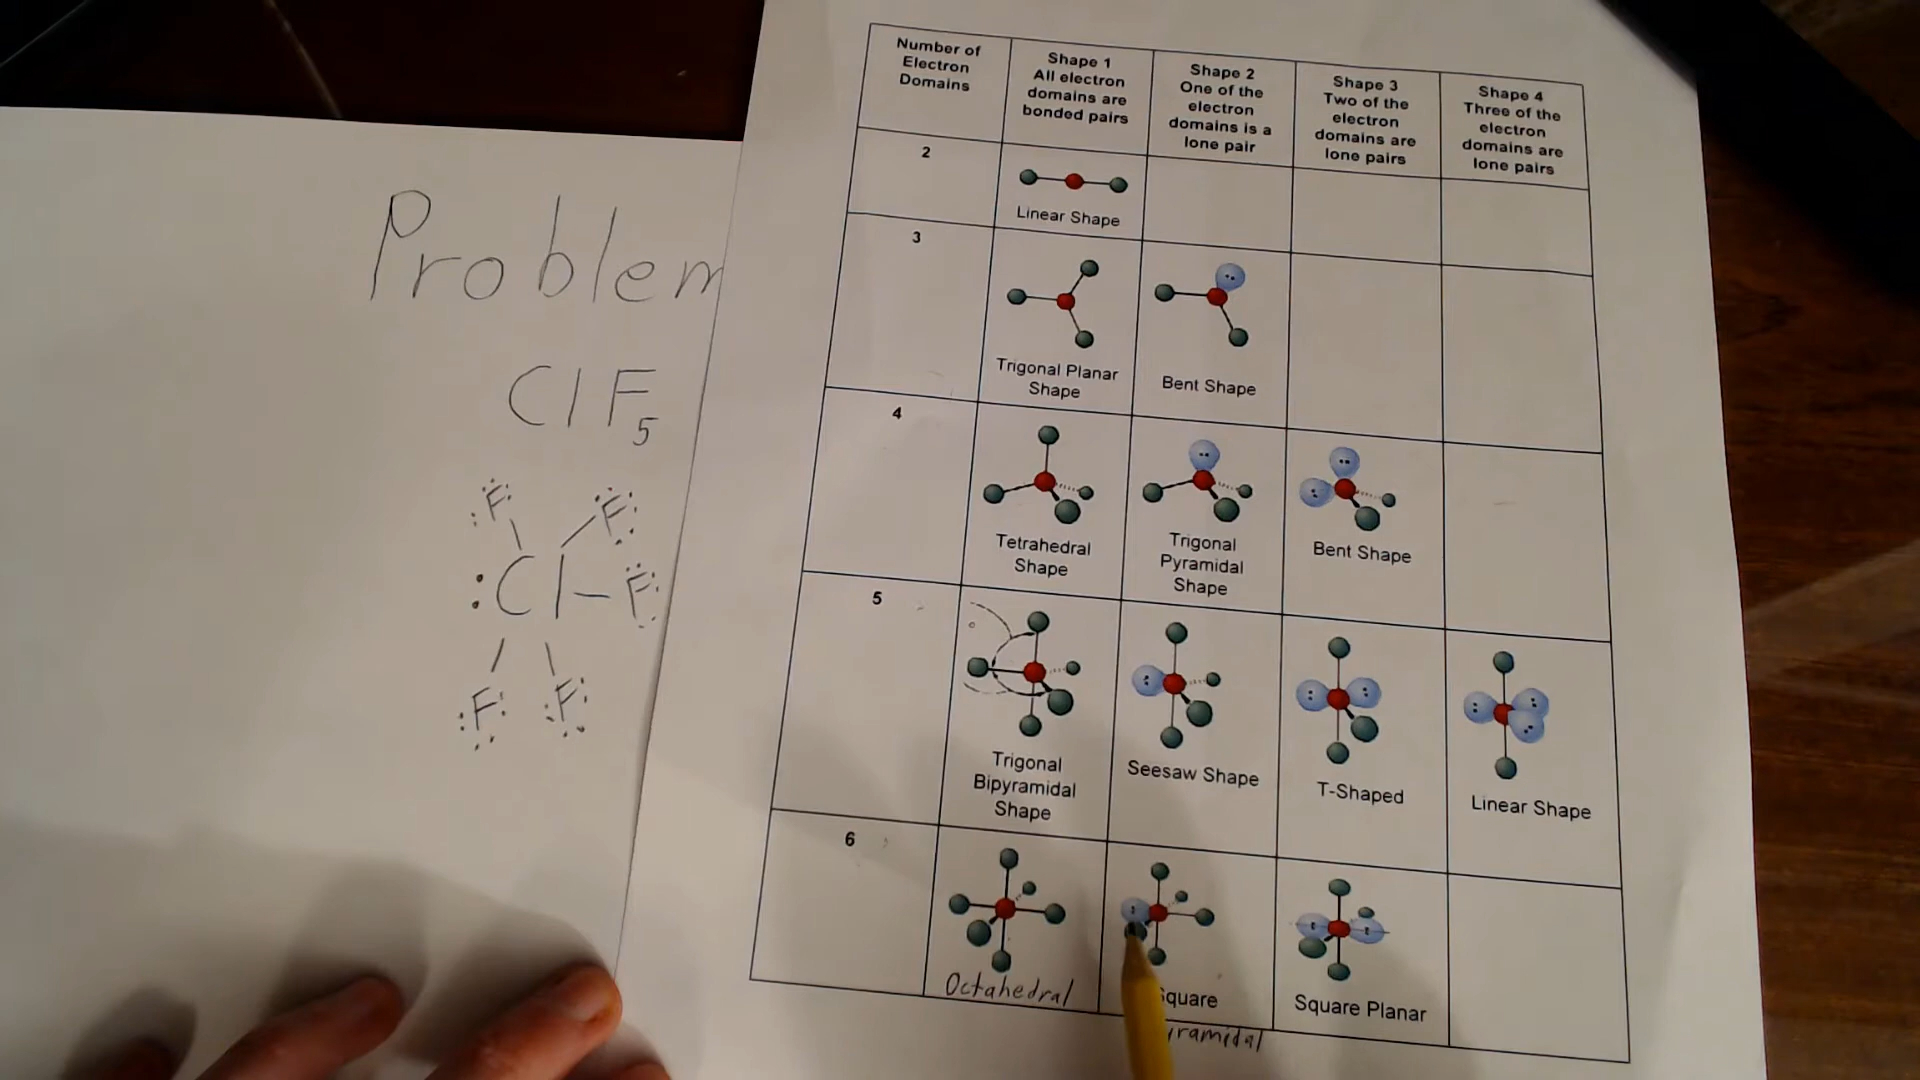 Problem
ClF5
F
F
:Cl-F
F
F
Number of
Electron
Domains
Shape 1
All electron
domains are
bonded pairs
Shape 2
One of the
electron
domains is a
lone pair
Shape 3
Two of the
electron
domains are
lone pairs
Shape 4
Three of the
electron
domains are
lone pairs
2
Linear Shape
3
Trigonal Planar
Shape
Bent Shape
4
Tetrahedral
Shape
Trigonal
Pyramidal
Shape
Bent Shape
5
Trigonal
Bipyramidal
Shape
Seesaw Shape
T-Shaped
Linear Shape
6
Octahedral
Square
yramidal
Square Planar